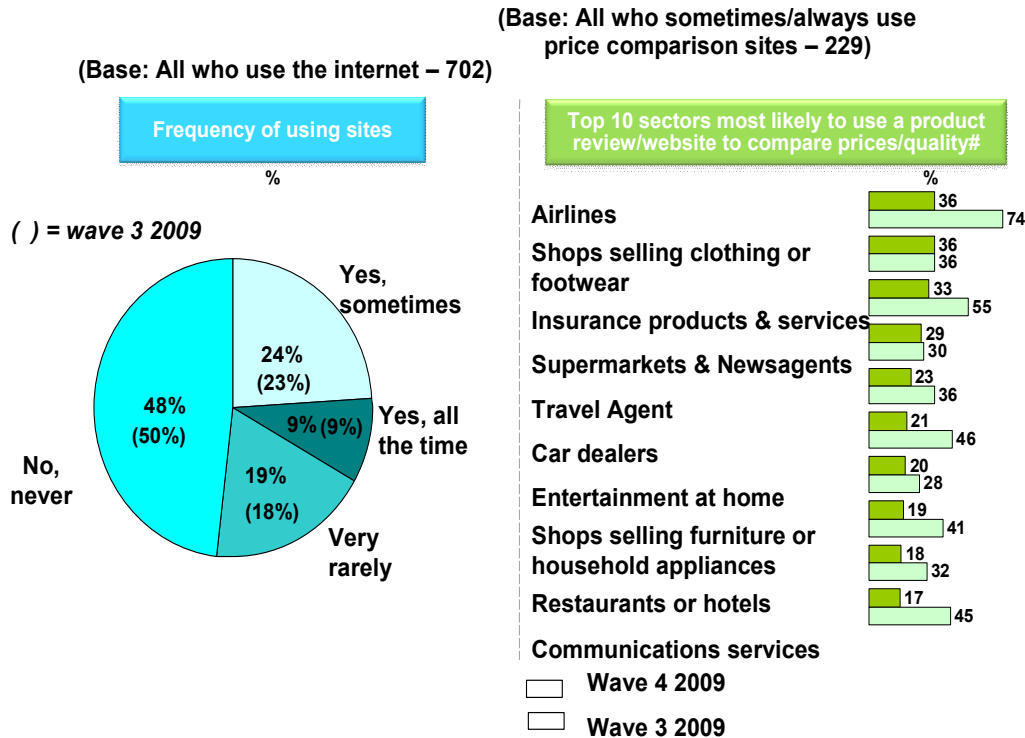 (Base: All who sometimes/always use
price comparison sites – 229)
(Base: All who use the internet – 702)
Frequency of using sites
%
( ) = wave 3 2009
Yes,
sometimes
24%
(23%)
Yes, all
the time
9% (9%)
19%
(18%)
Very
rarely
48%
(50%)
No,
never
Top 10 sectors most likely to use a product
review/website to compare prices/quality#
%
Airlines
36
74
Shops selling clothing or
footwear
36
36
Insurance products & services
33
55
Supermarkets & Newsagents
29
30
Travel Agent
23
36
Car dealers
21
46
Entertainment at home
20
28
Shops selling furniture or
household appliances
19
41
Restaurants or hotels
18
32
Communications services
17
45
Wave 4 2009
Wave 3 2009